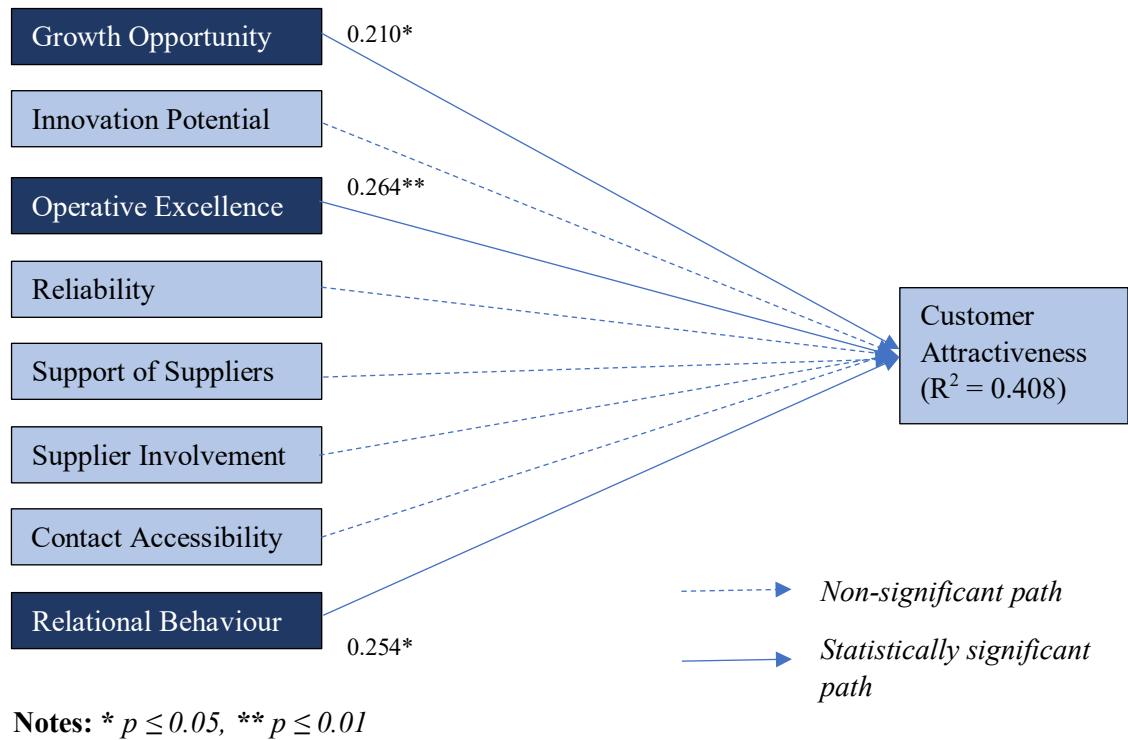 Growth Opportunity
0.210*
Innovation Potential
Operative Excellence
0.264**
Reliability
Support of Suppliers
Supplier Involvement
Contact Accessibility
Relational Behaviour
0.254*
Customer
Attractiveness
(R² = 0.408)
Non-significant path
Statistically significant
path
Notes: * p ≤ 0.05, ** p ≤ 0.01